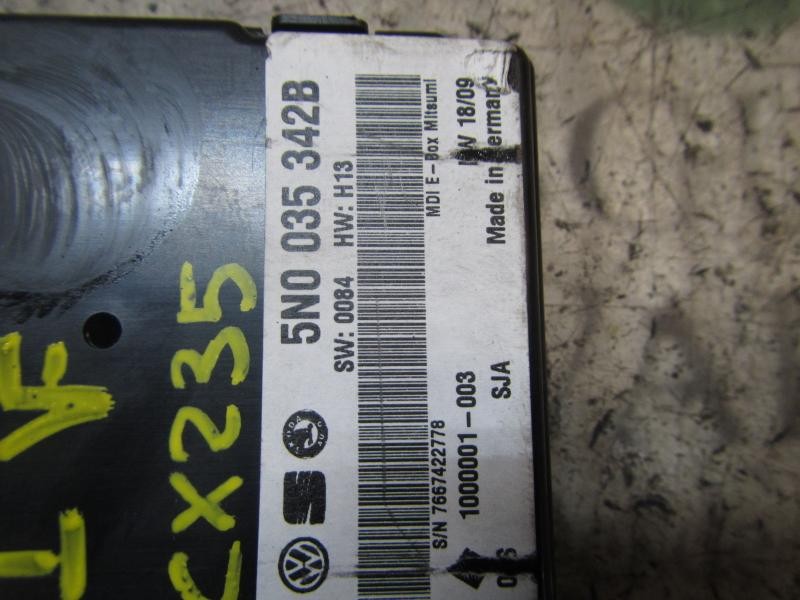 5N0 035 342B
SW: 0084 HW: H13
MDI E-Box Mitsumi
S/N 7667422778
18/09
1000001-003
Made in Germany
SJA
CX235